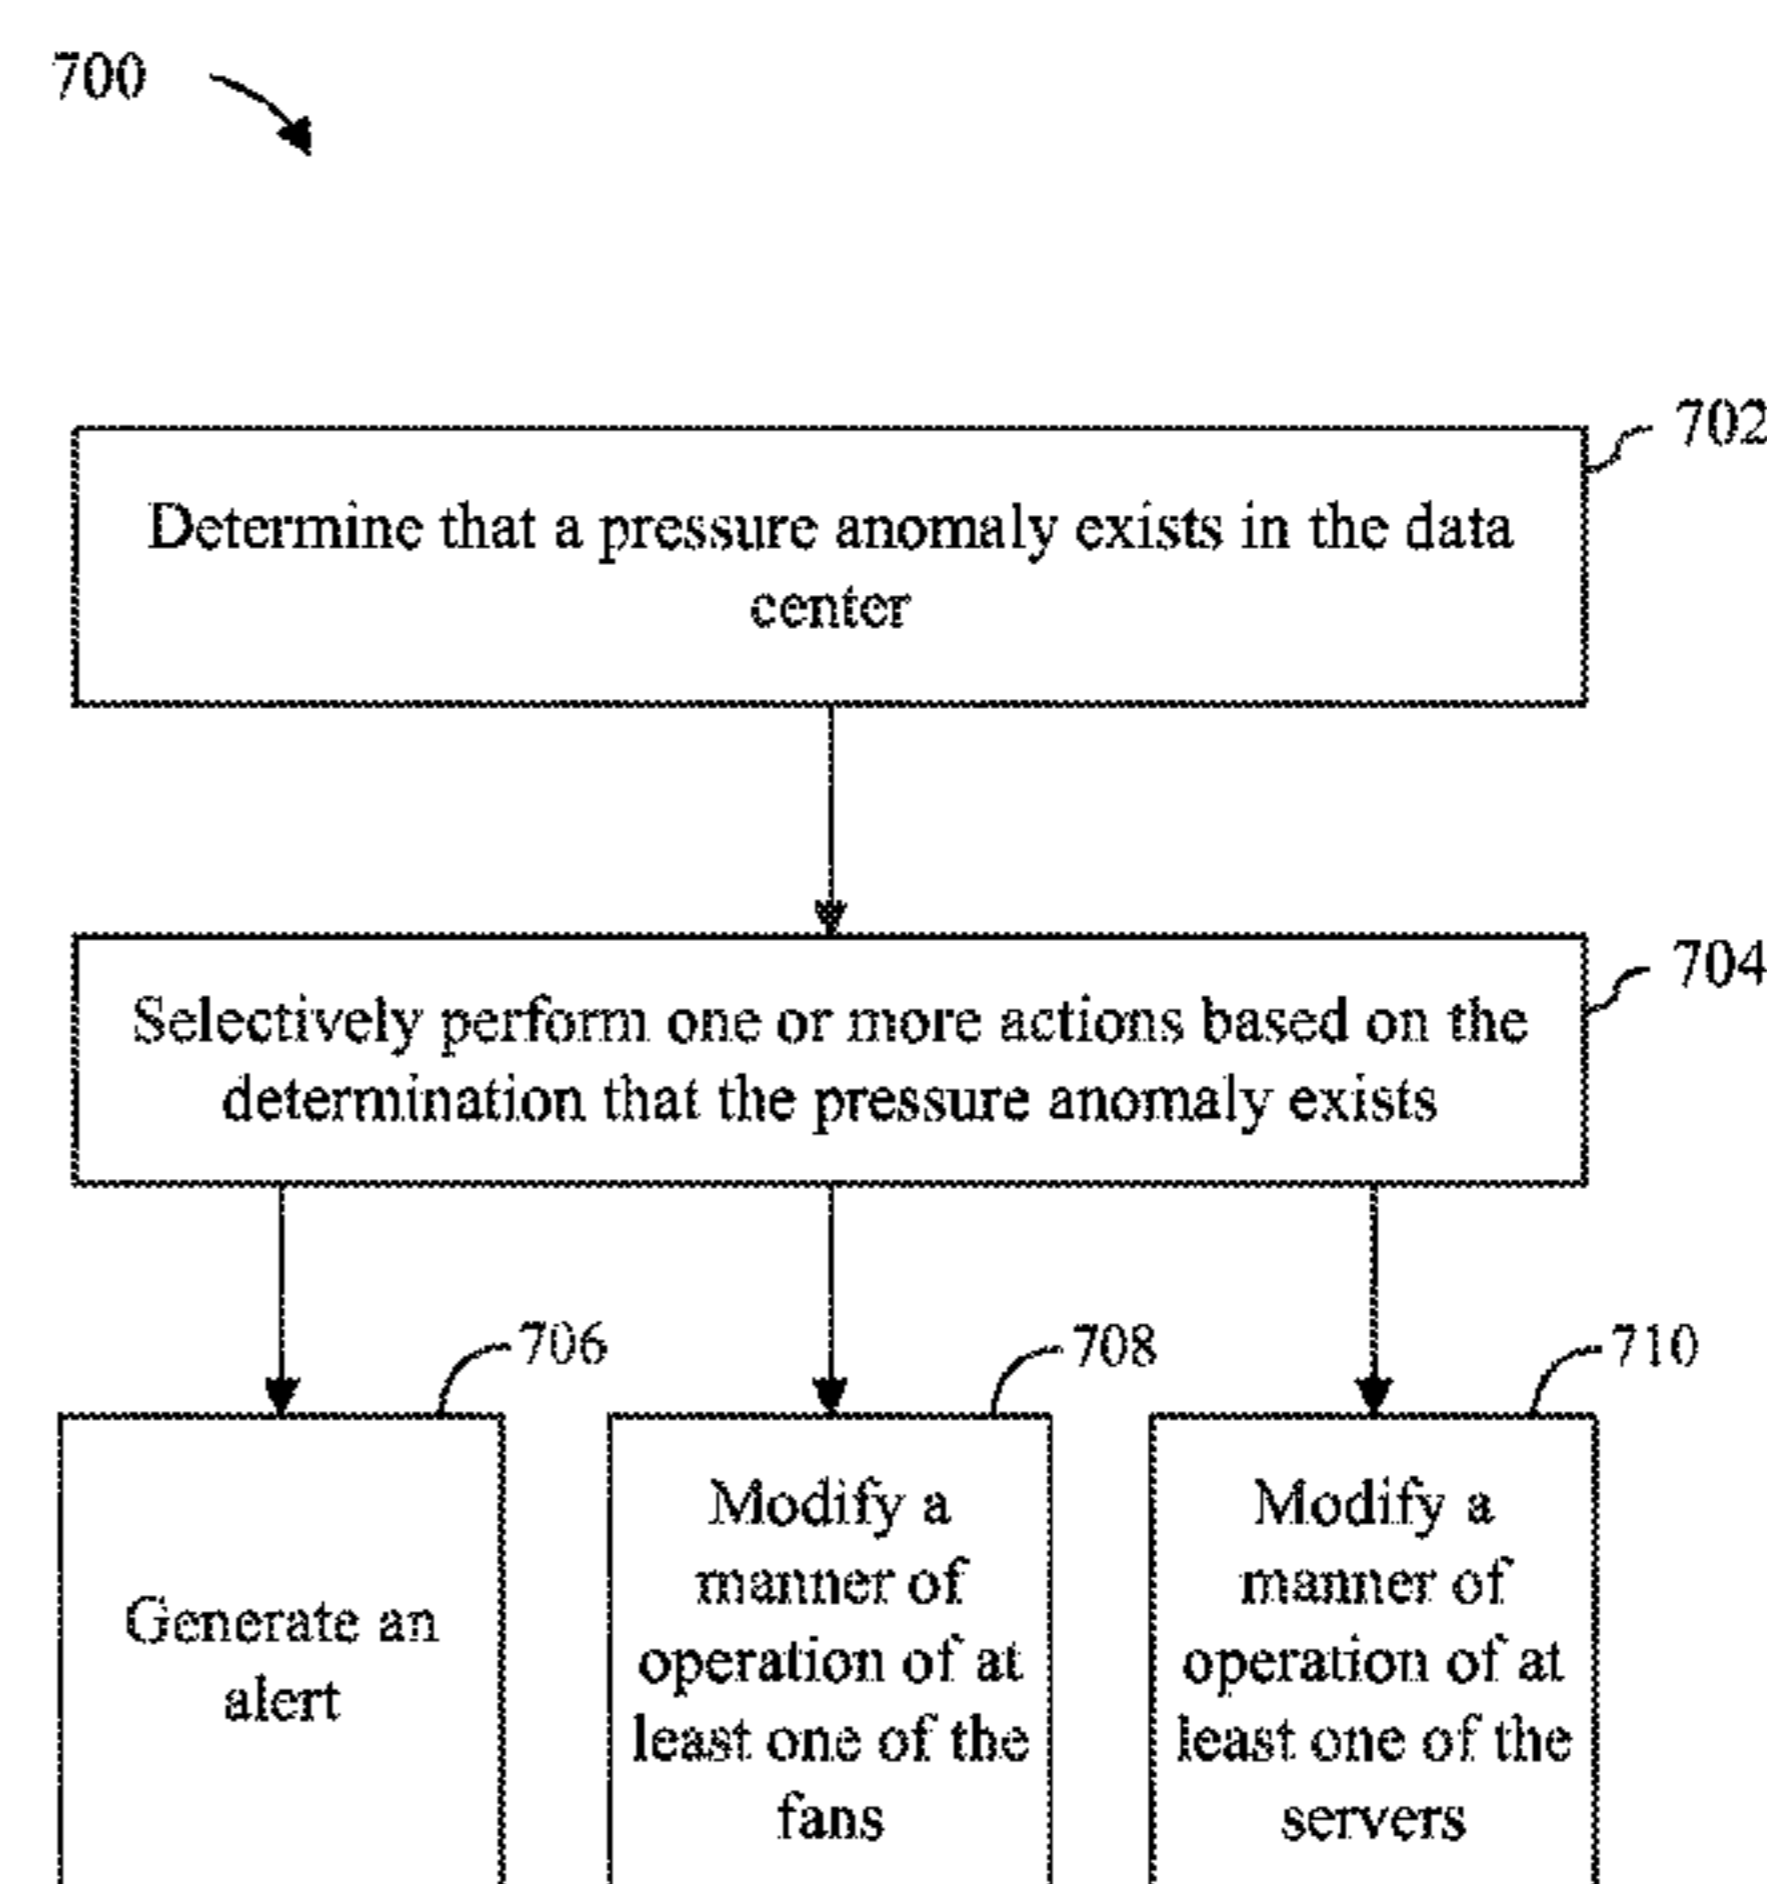 700
702
Determine that a pressure anomaly exists in the data
center
704
Selectively perform one or more actions based on the
determination that the pressure anomaly exists
706
708
710
Generate an
alert
Modify a
manner of
operation of at
least one of the
fans
Modify a
manner of
operation of at
least one of the
servers